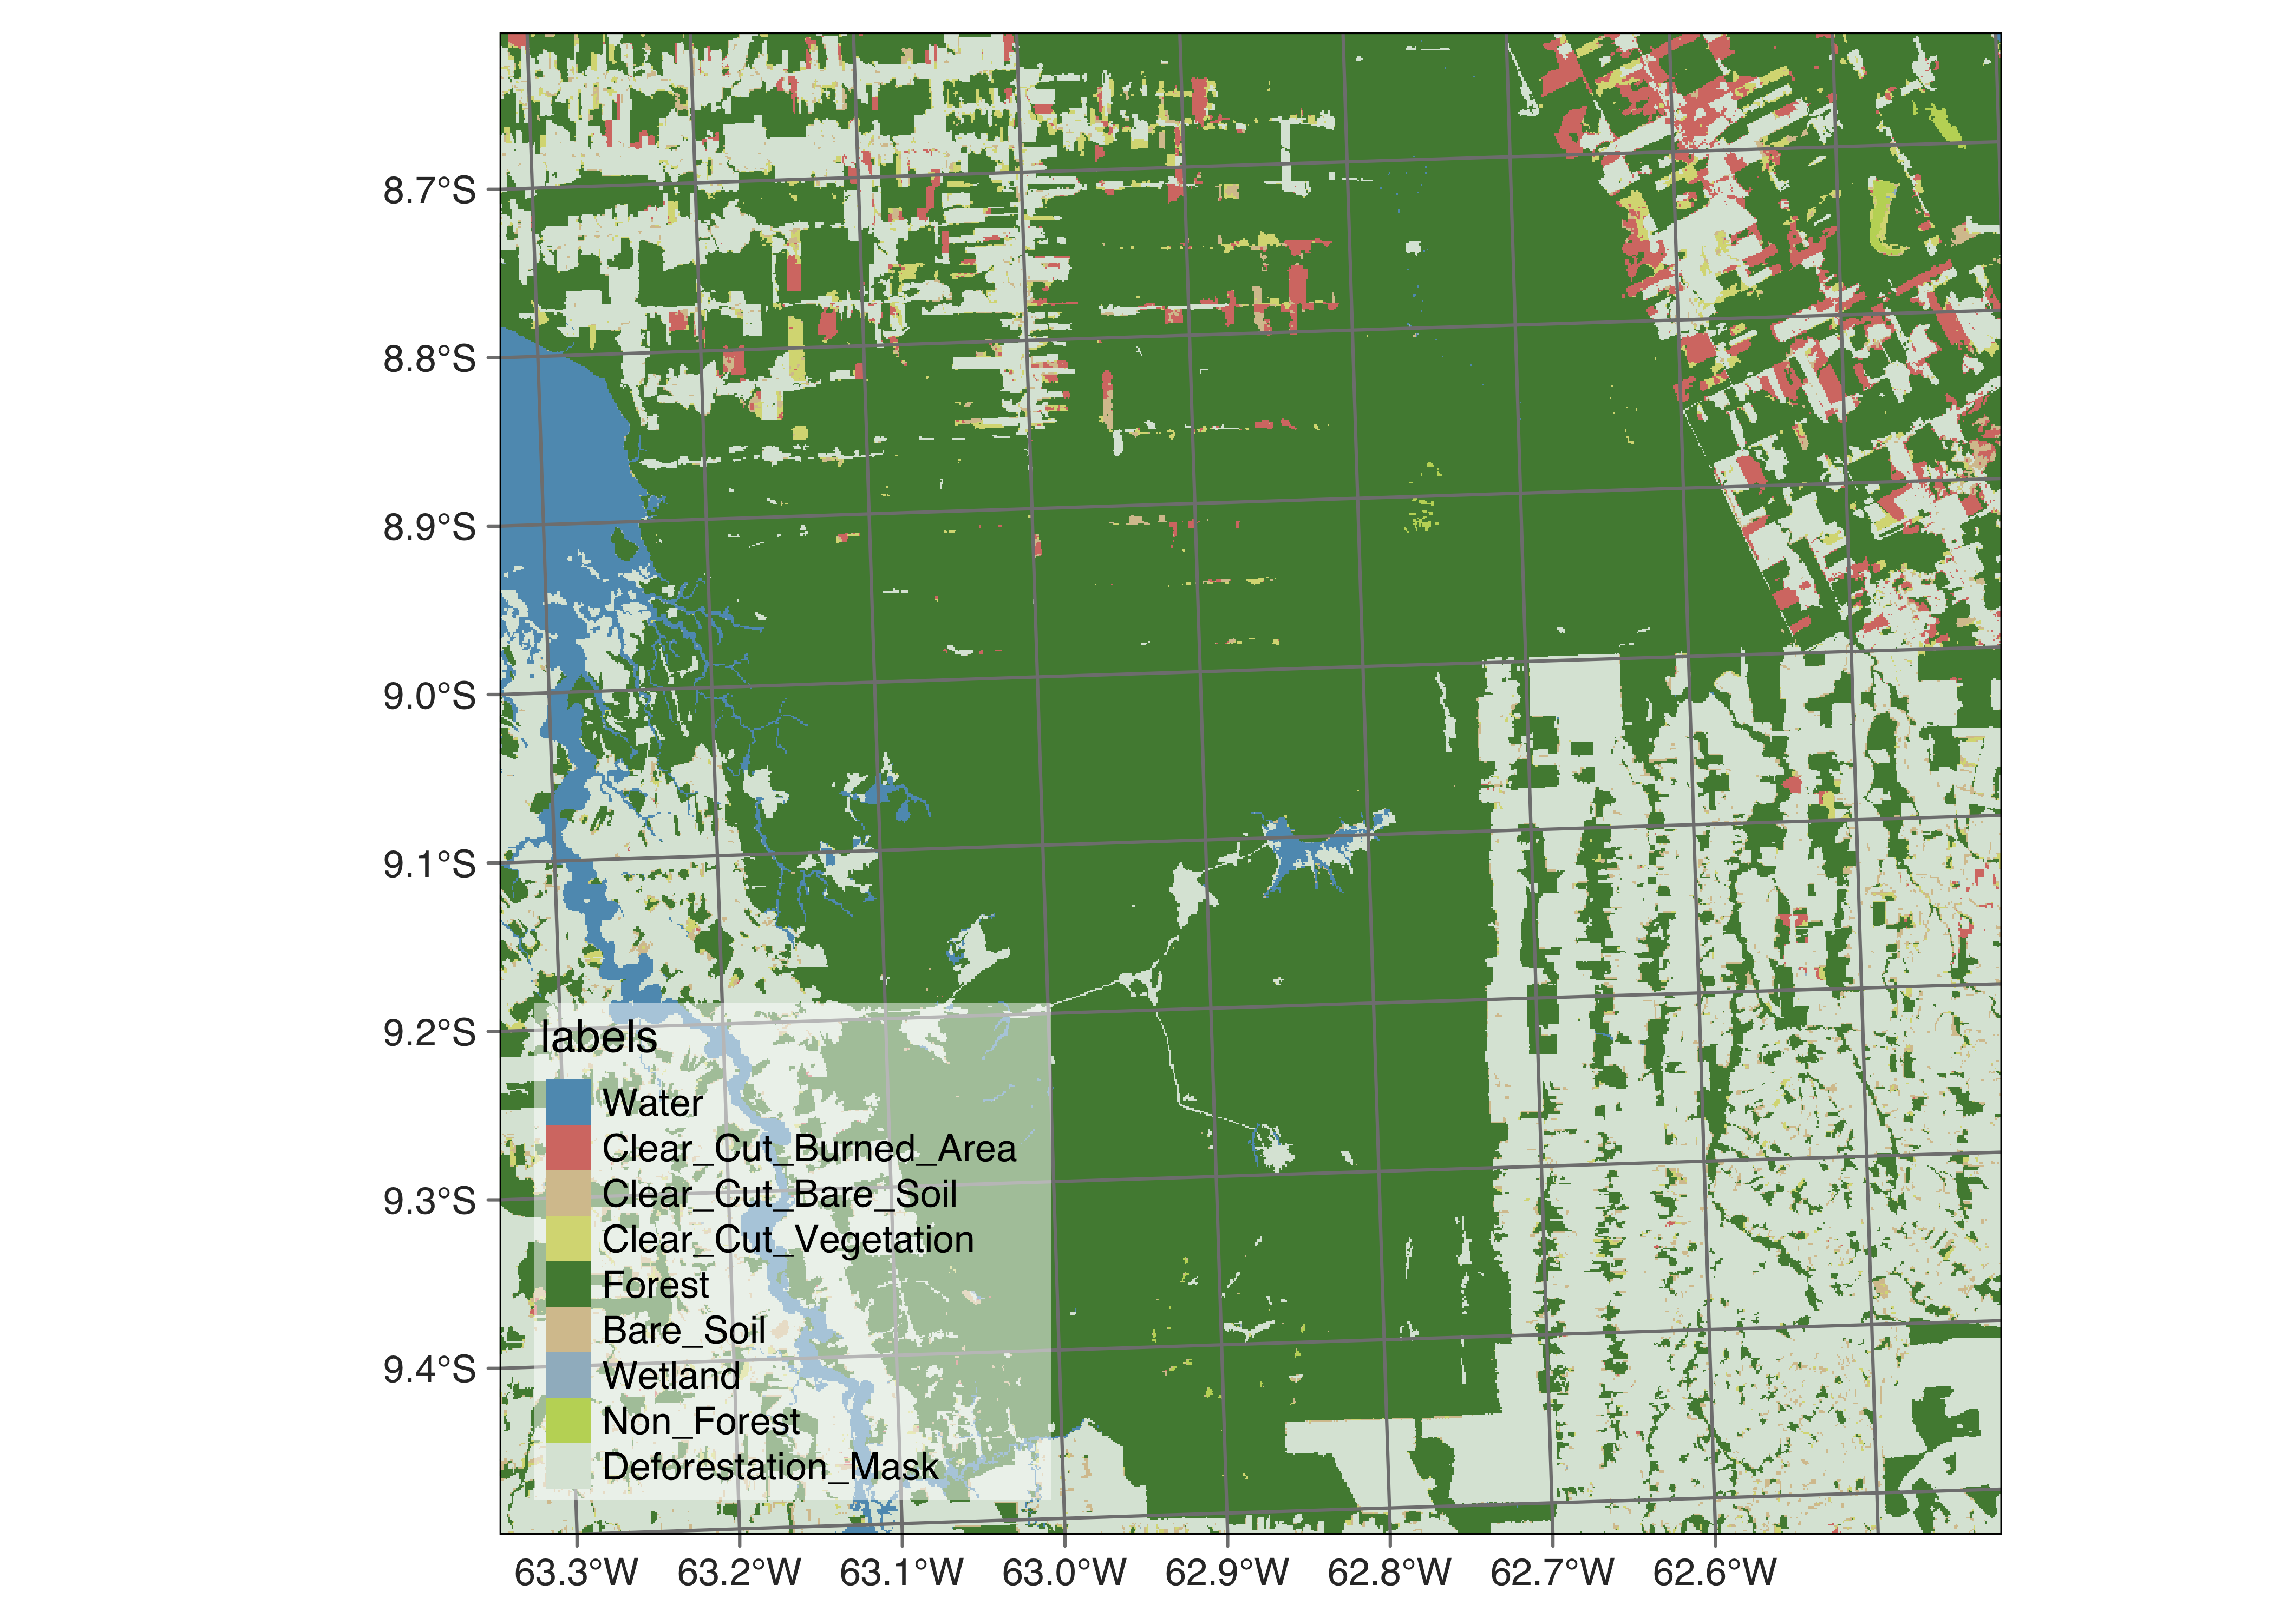 8.7°S
8.8°S
8.9°S
9.0°S
9.1°S
9.2°S
9.3°S
9.4°S
labels
Water
Clear_Cut_Burned_Area
Clear_Cut_Bare_Soil
Clear_Cut_Vegetation
Forest
Bare_Soil
Wetland
Non_Forest
Deforestation_Mask
63.3°W 63.2°W 63.1°W 63.0°W 62.9°W 62.8°W 62.7°W 62.6°W